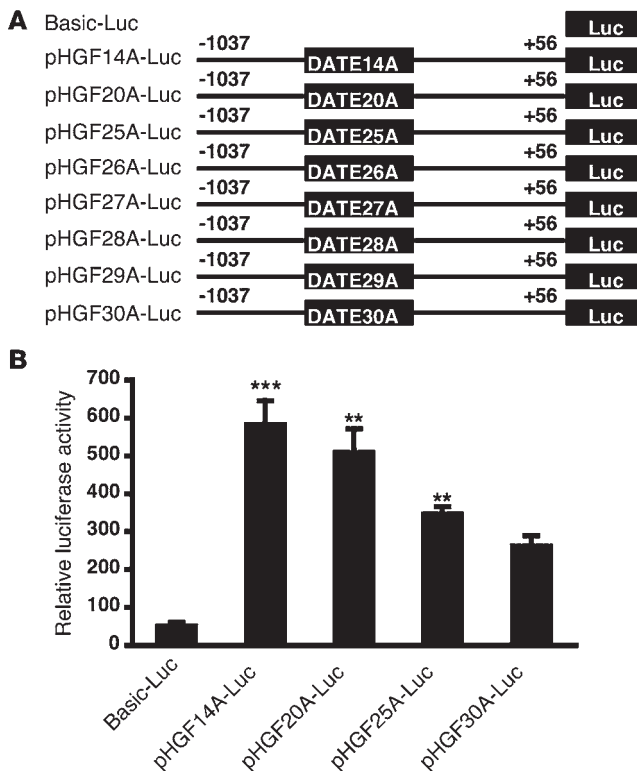 A
Basic-Luc Luc
-1037 +56
pHGF14A-Luc DATE14A Luc
-1037 +56
pHGF20A-Luc DATE20A Luc
-1037 +56
pHGF25A-Luc DATE25A Luc
-1037 +56
pHGF26A-Luc DATE26A Luc
-1037 +56
pHGF27A-Luc DATE27A Luc
-1037 +56
pHGF28A-Luc DATE28A Luc
-1037 +56
pHGF29A-Luc DATE29A Luc
-1037 +56
pHGF30A-Luc DATE30A Luc
B
Relative luciferase activity
700
600
500
400
300
200
100
0
*** ** **
Basic-Luc pHGF14A-Luc pHGF20A-Luc pHGF25A-Luc pHGF30A-Luc